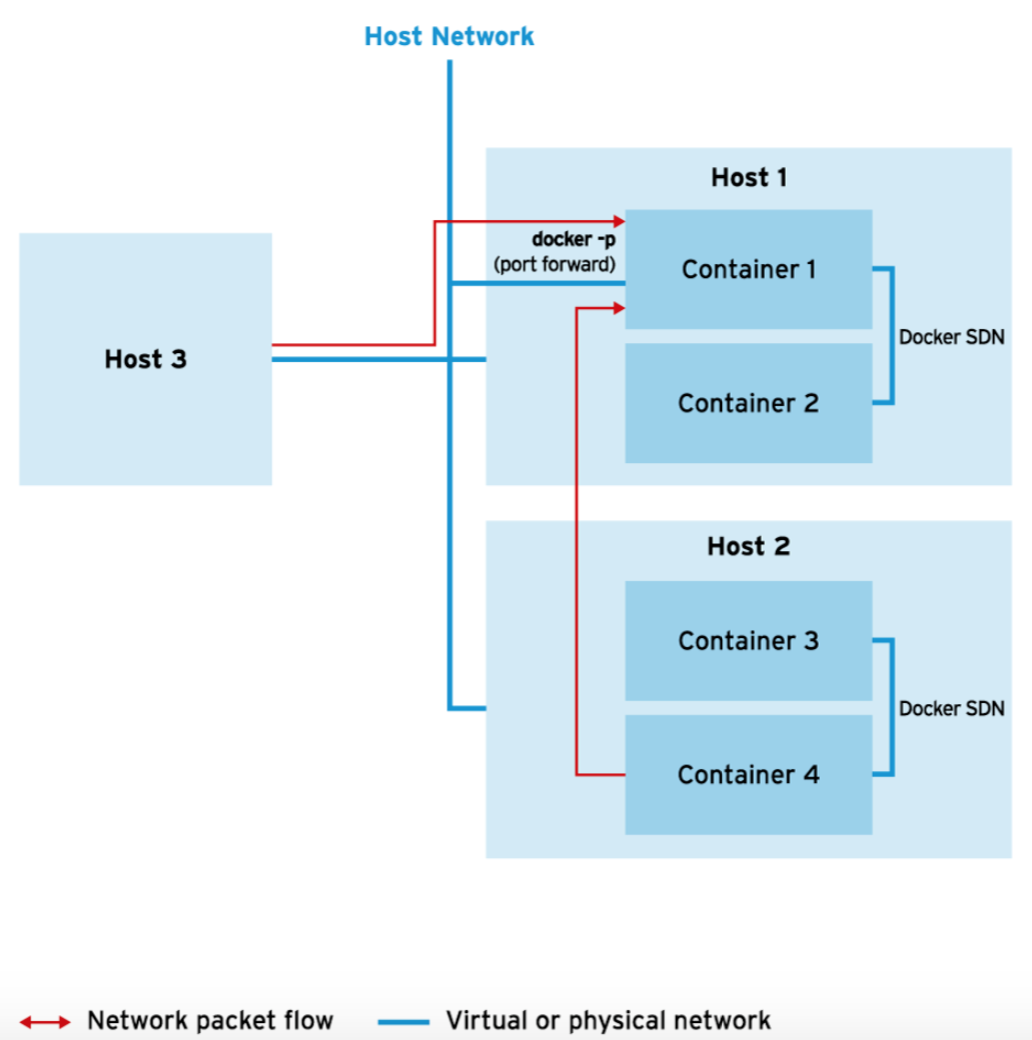 Host Network
Host 1
docker -p
(port forward)
Container 1
Docker SDN
Host 3
Container 2
Host 2
Container 3
Docker SDN
Container 4
Network packet flow
Virtual or physical network